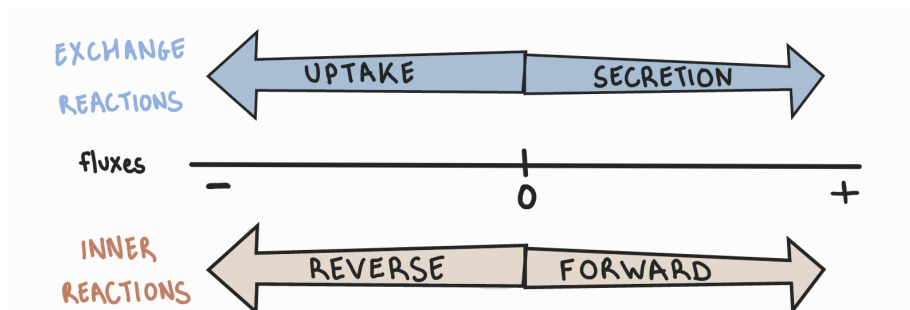 EXCHANGE
REACTIONS
UPTAKE
SECRETION
fluxes
-
0
+
INNER
REACTIONS
REVERSE
FORWARD